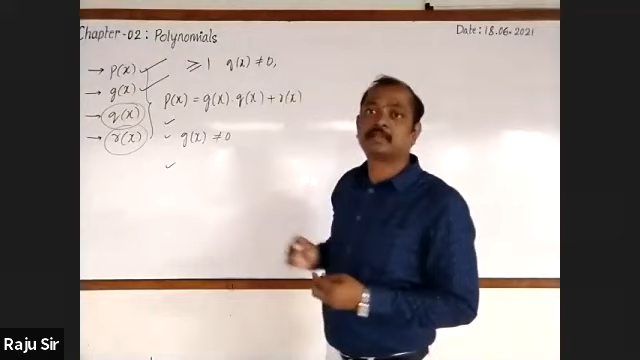 Chapter-02: Polynomials
Date: 18.06.2021
→ p(x) ✓ ≥ 1 q(x) ≠ 0,
→ g(x) ✓
p(x) = g(x). q(x) + r(x)
→ q(x)
✓
→ r(x) ✓ g(x) ≠ 0
✓
Raju Sir